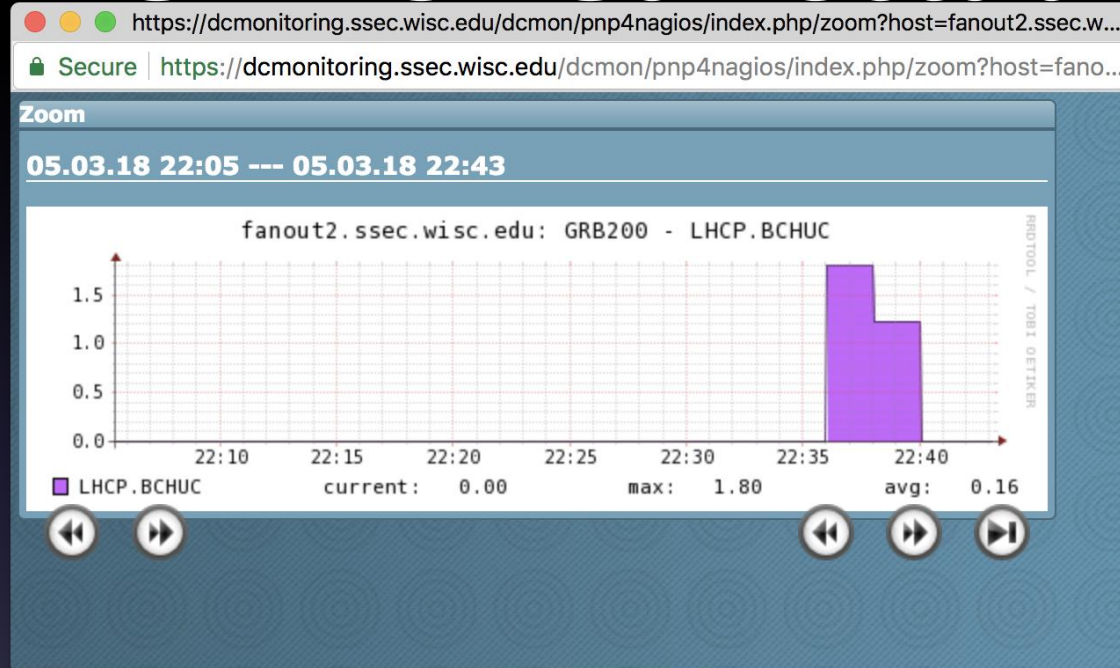 https://dcmonitoring.ssec.wisc.edu/dcmon/pnp4nagios/index.php/zoom?host=fanout2.ssec.w...
Secure https://dcmonitoring.ssec.wisc.edu/dcmon/pnp4nagios/index.php/zoom?host=fano...
Zoom
05.03.18 22:05 --- 05.03.18 22:43
fanout2.ssec.wisc.edu: GRB200 - LHCP.BCHUC
RRDTOOL / TOBI OETIKER
1.5
1.0
0.5
0.0
22:10 22:15 22:20 22:25 22:30 22:35 22:40
LHCP.BCHUC current: 0.00 max: 1.80 avg: 0.16